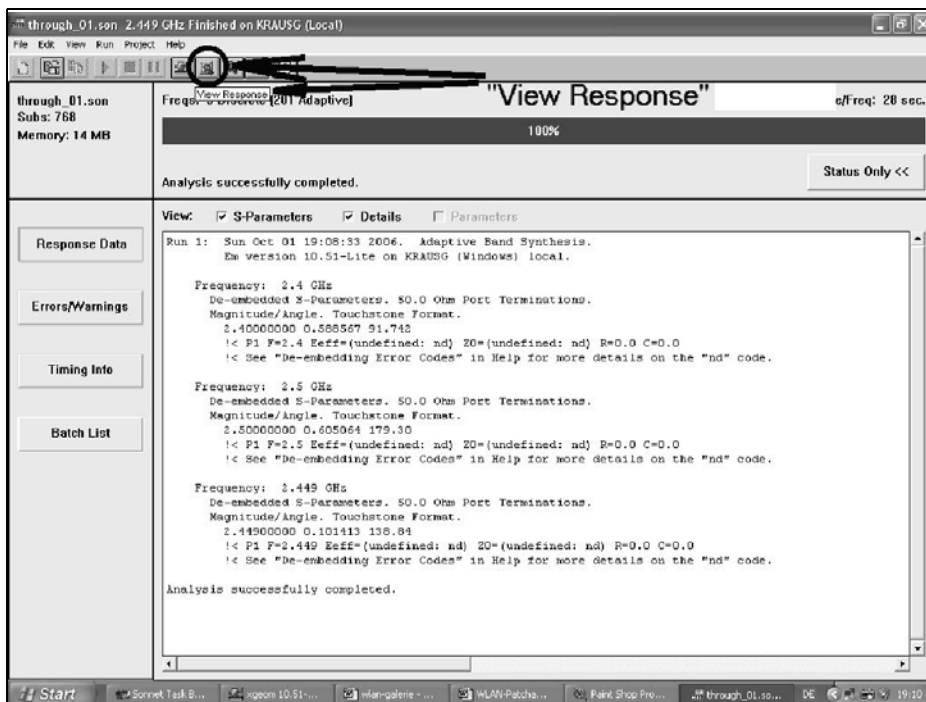 through_01.son 2.449 GHz Finished on KRAUSG (Local)
File Edit View Run Project Help
View Response
"View Response"
through_01.son
Subs: 768
Memory: 14 MB
Discrete (201 Adaptive)
c/Freq: 28 sec.
100%
Analysis successfully completed.
Status Only <<
View: S-Parameters Details Parameters
Response Data
Errors/Warnings
Timing Info
Batch List
Run 1: Sun Oct 01 19:08:33 2006. Adaptive Band Synthesis.
Em version 10.51-Lite on KRAUSG (Windows) local.
Frequency: 2.4 GHz
De-embedded S-Parameters. 50.0 Ohm Port Terminations.
Magnitude/Angle. Touchstone Format.
2.40000000 0.588567 91.742
!< P1 F=2.4 Eeff=(undefined: nd) Z0=(undefined: nd) R=0.0 C=0.0
!< See "De-embedding Error Codes" in Help for more details on the "nd" code.
Frequency: 2.5 GHz
De-embedded S-Parameters. 50.0 Ohm Port Terminations.
Magnitude/Angle. Touchstone Format.
2.50000000 0.605064 179.30
!< P1 F=2.5 Eeff=(undefined: nd) Z0=(undefined: nd) R=0.0 C=0.0
!< See "De-embedding Error Codes" in Help for more details on the "nd" code.
Frequency: 2.449 GHz
De-embedded S-Parameters. 50.0 Ohm Port Terminations.
Magnitude/Angle. Touchstone Format.
2.44900000 0.101413 138.84
!< P1 F=2.449 Eeff=(undefined: nd) Z0=(undefined: nd) R=0.0 C=0.0
!< See "De-embedding Error Codes" in Help for more details on the "nd" code.
Analysis successfully completed.
Start Sonnet Task B... xgeom 10.51-... wlan-galerie - ... WLAN-Patcha... Paint Shop Pro... through_01.so... DE 19:10